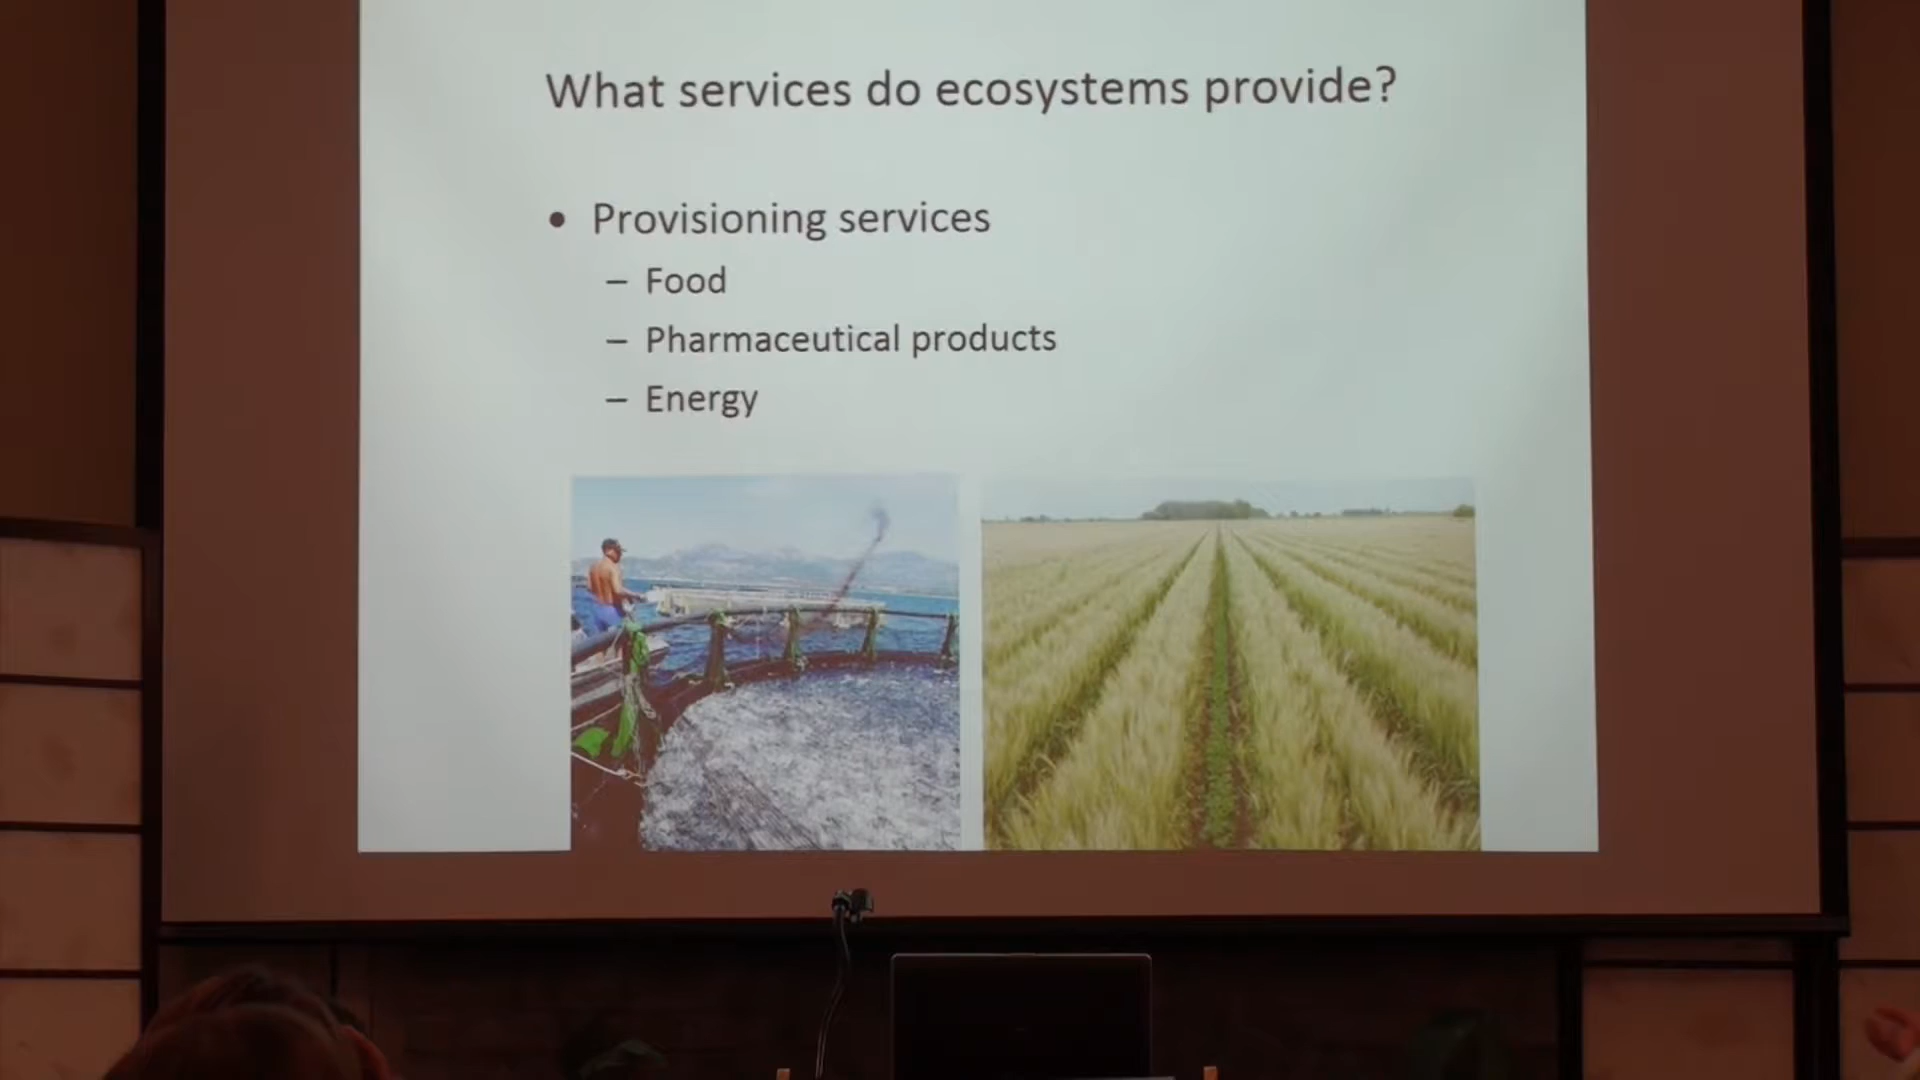 What services do ecosystems provide?
• Provisioning services
– Food
– Pharmaceutical products
– Energy